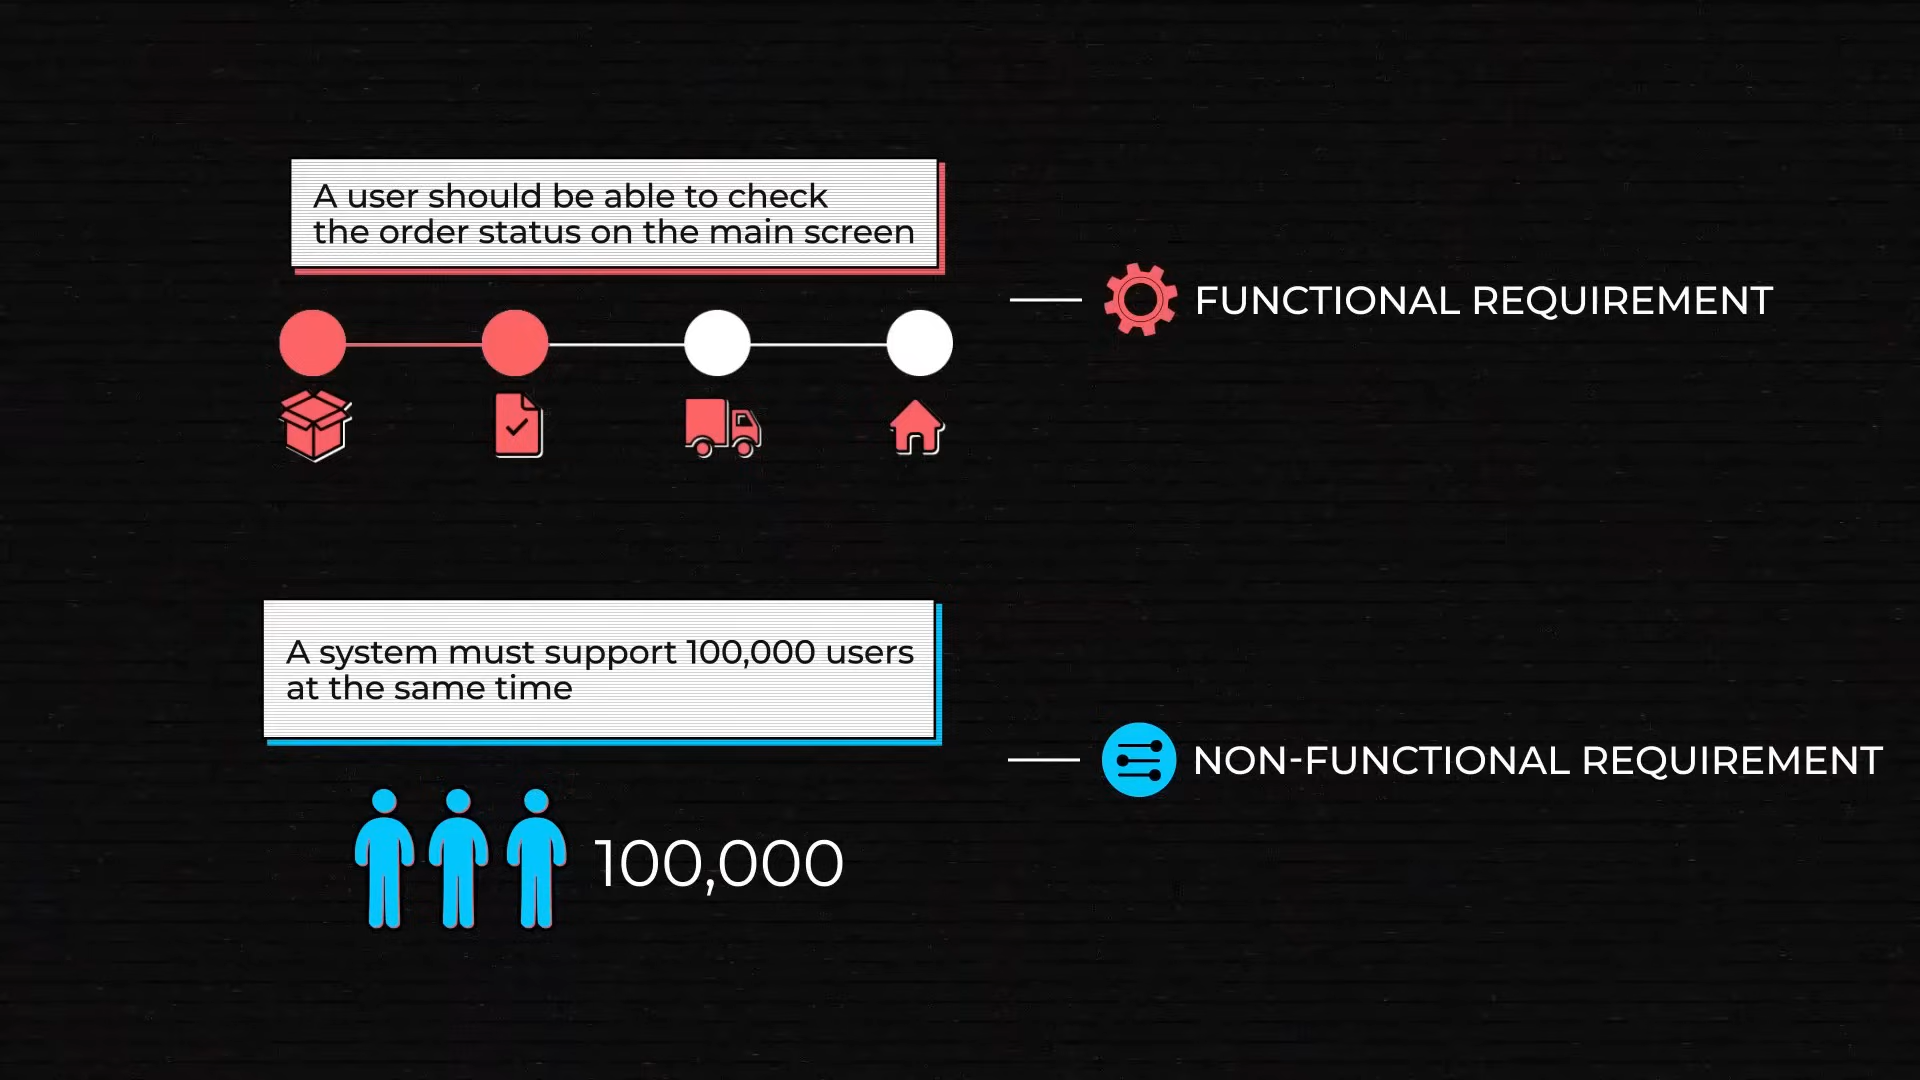 A user should be able to check
the order status on the main screen
FUNCTIONAL REQUIREMENT
A system must support 100,000 users
at the same time
NON-FUNCTIONAL REQUIREMENT
100,000